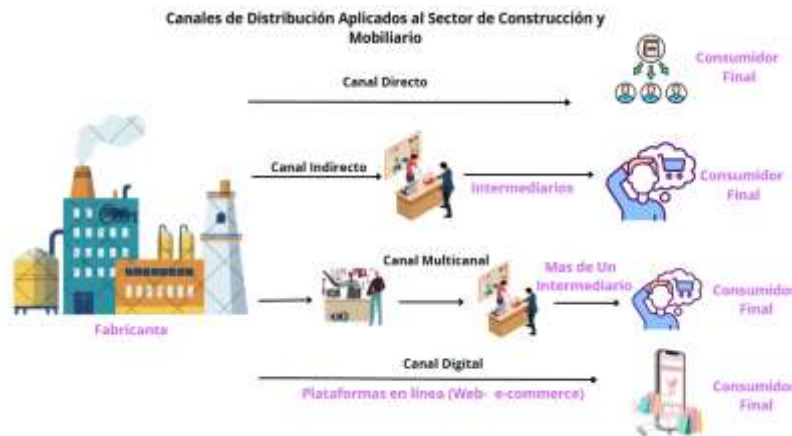 Canales de Distribución Aplicados al Sector de Construcción y
Mobiliario
Canal Directo
Consumidor
Final
Canal Indirecto
Intermediarios
Consumidor
Final
Canal Multicanal
Mas de Un
Intermediario
Consumidor
Final
Fabricanta
Canal Digital
Plataformas en línea (Web- e-commerce)
Consumidor
Final